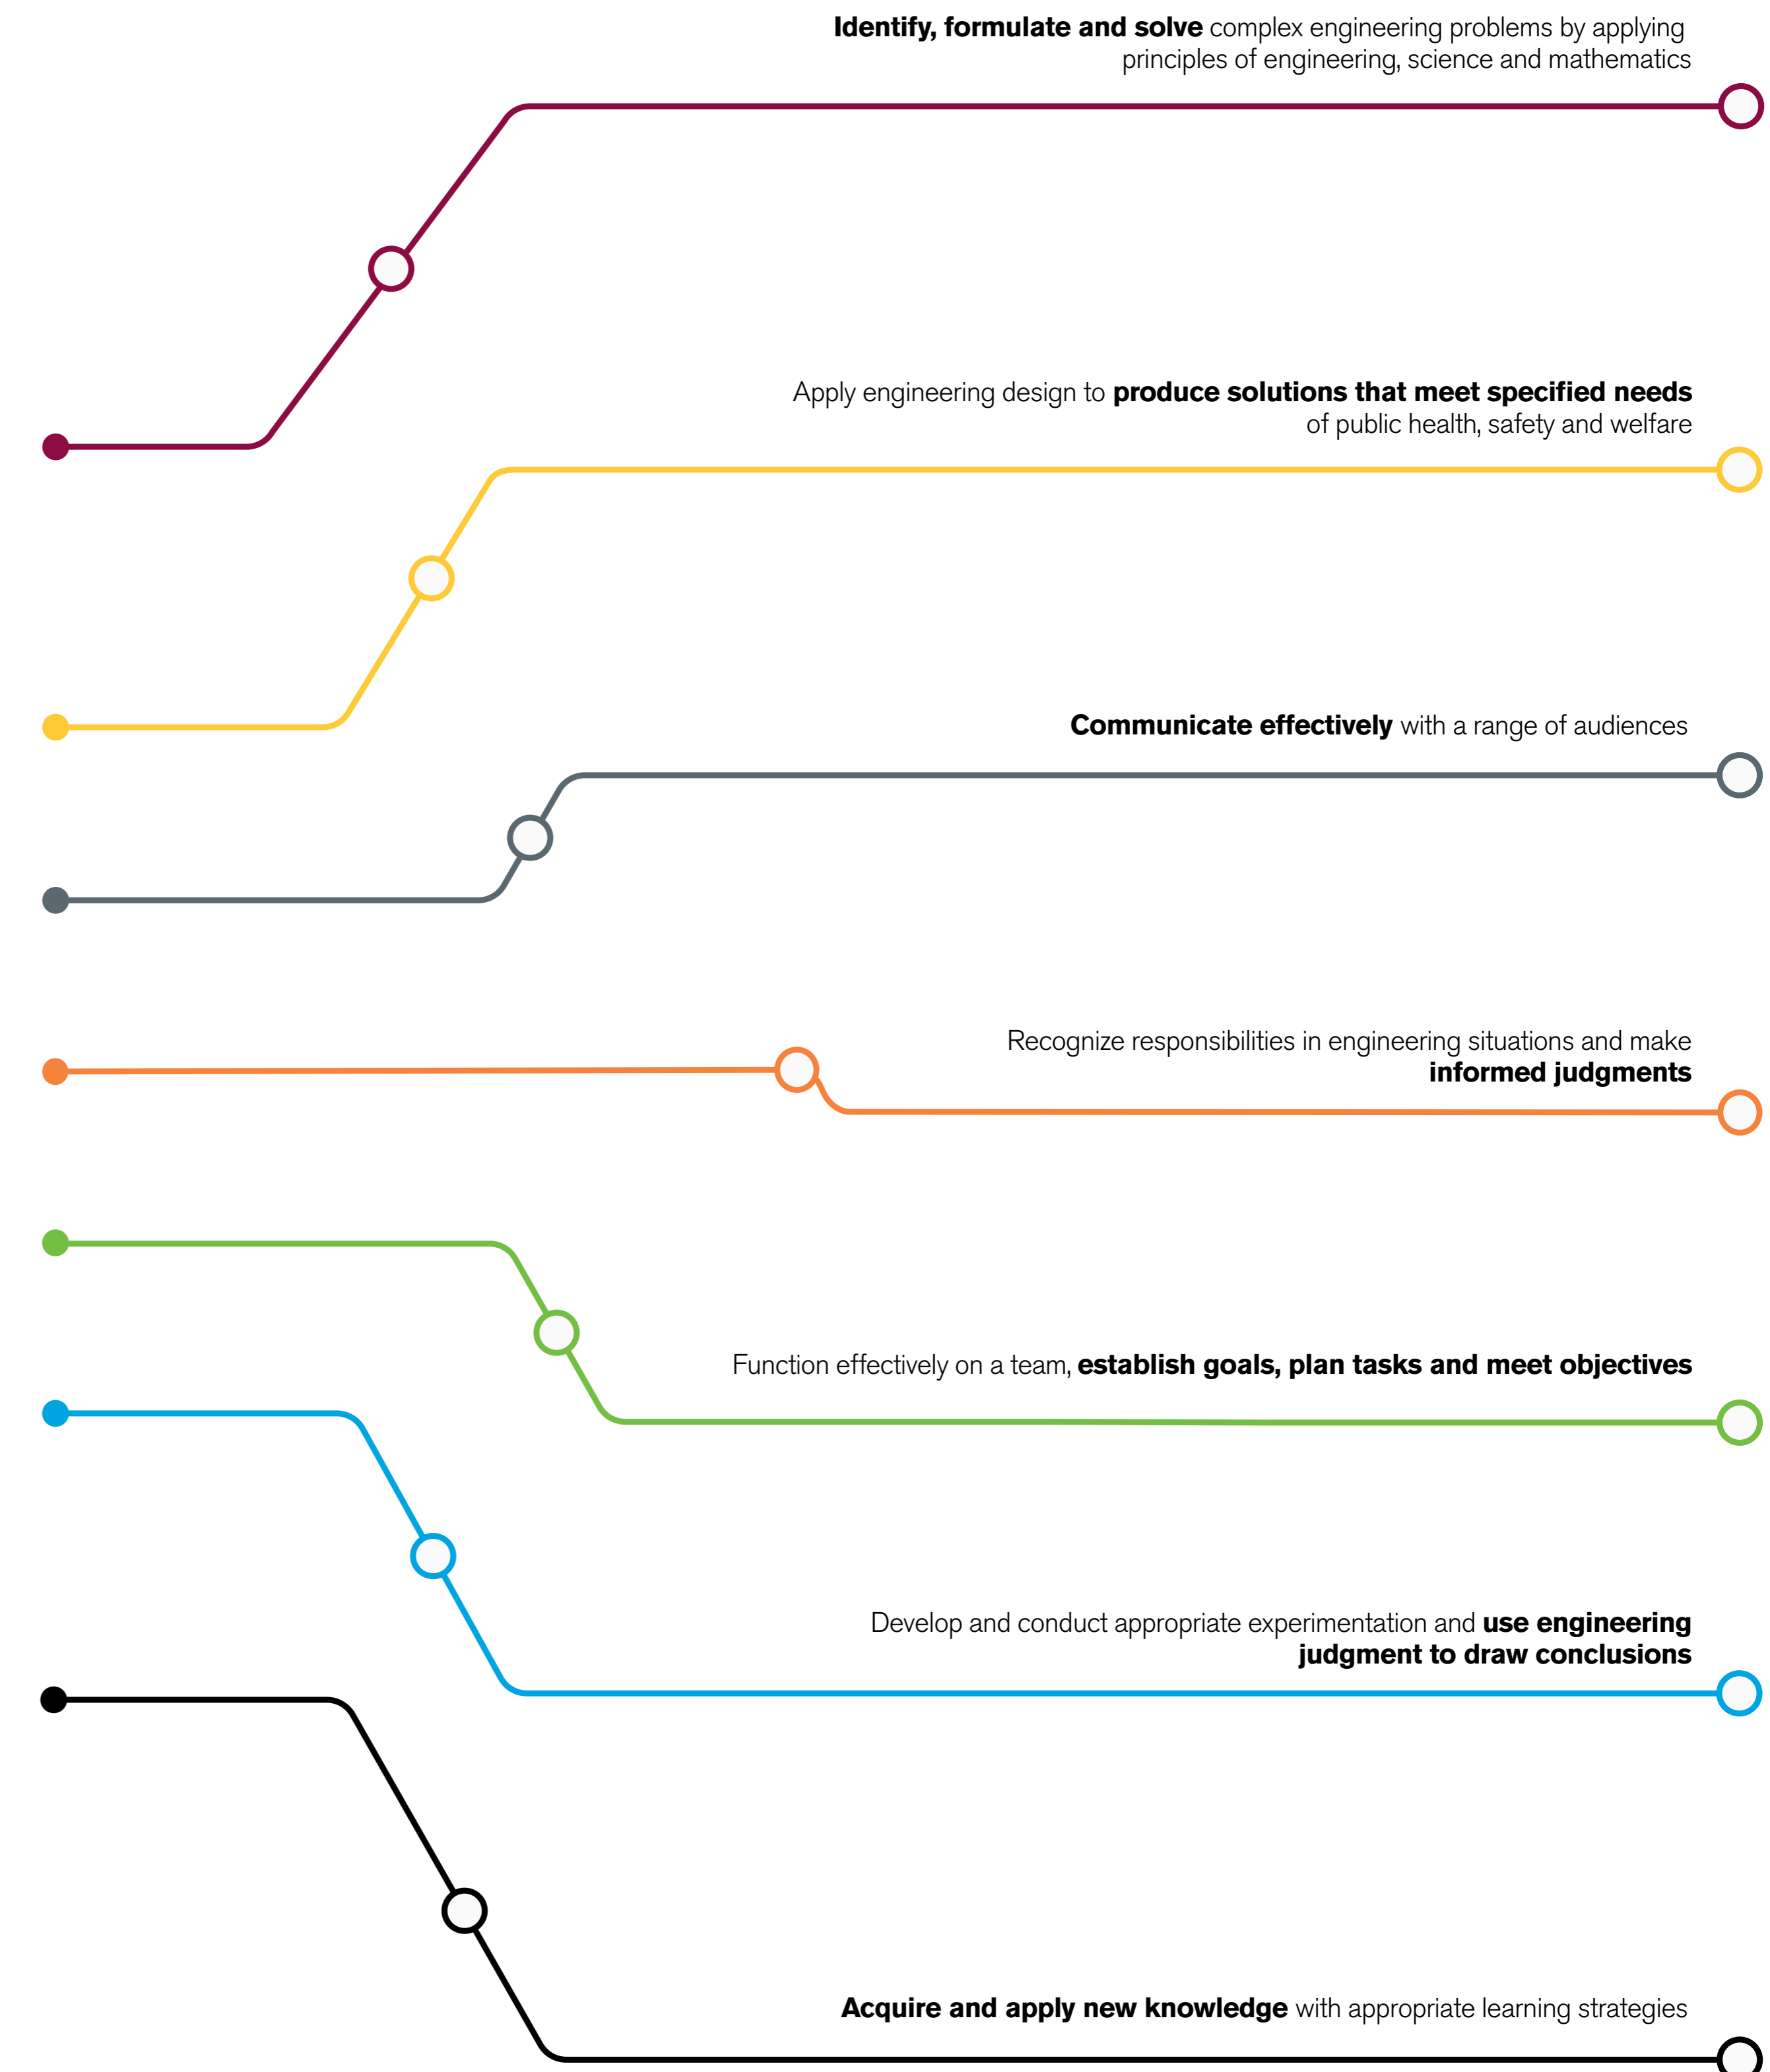 Identify, formulate and solve complex engineering problems by applying
principles of engineering, science and mathematics
Apply engineering design to produce solutions that meet specified needs
of public health, safety and welfare
Communicate effectively with a range of audiences
Recognize responsibilities in engineering situations and make
informed judgments
Function effectively on a team, establish goals, plan tasks and meet objectives
Develop and conduct appropriate experimentation and use engineering
judgment to draw conclusions
Acquire and apply new knowledge with appropriate learning strategies